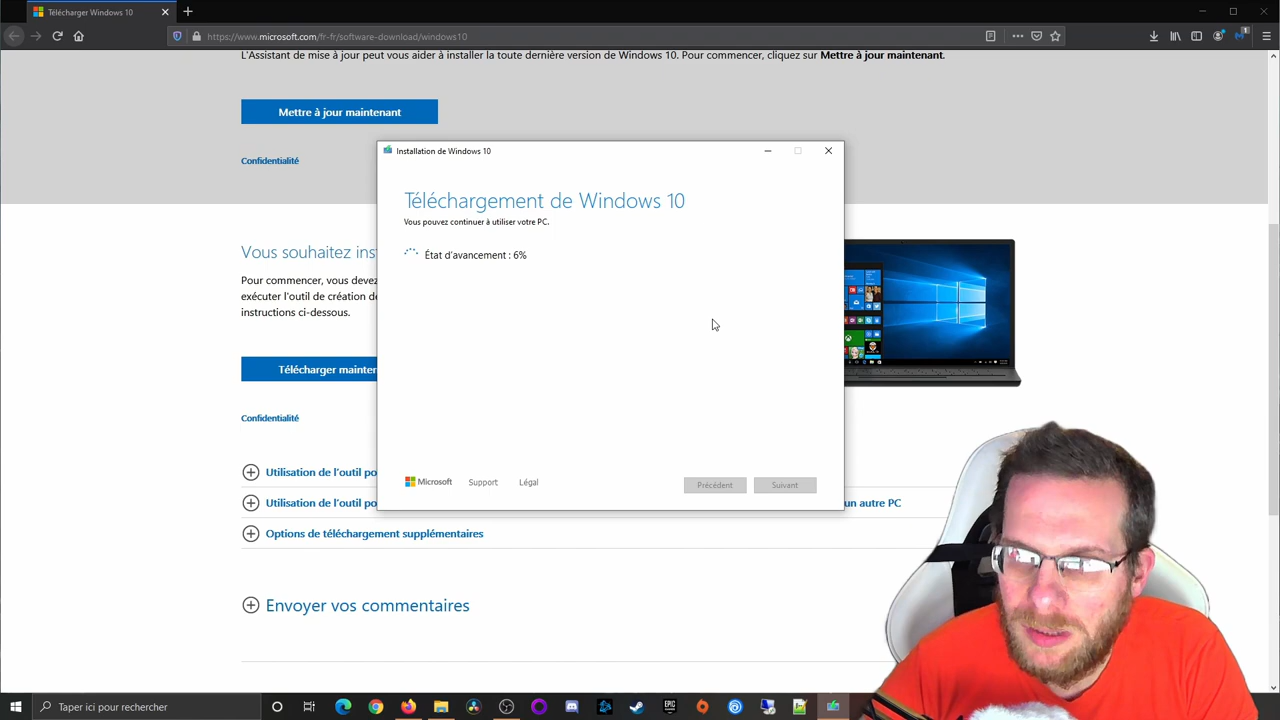 Télécharger Windows 10
https://www.microsoft.com/fr-fr/software-download/windows10
L'Assistant de mise à jour peut vous aider à installer la toute dernière version de Windows 10. Pour commencer, cliquez sur Mettre à jour maintenant.
Mettre à jour maintenant
Confidentialité
Installation de Windows 10
Téléchargement de Windows 10
Vous pouvez continuer à utiliser votre PC.
État d'avancement : 6%
Microsoft Support Légal
Précédent Suivant
Vous souhaitez ins
Pour commencer, vous devez
exécuter l'outil de création de
instructions ci-dessous.
Télécharger mainten
Confidentialité
Utilisation de l'outil po
Utilisation de l'outil po un autre PC
Options de téléchargement supplémentaires
Envoyer vos commentaires
Taper ici pour rechercher
EPIC